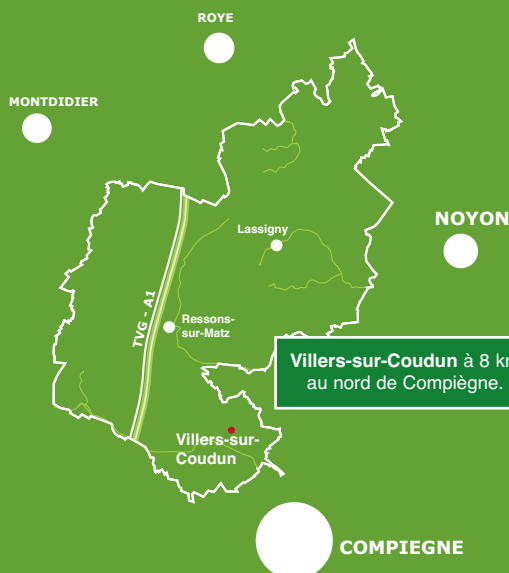 ROYE
MONTDIDIER
NOYON
Lassigny
TVG - A1
Ressons-
sur-Matz
Villers-sur-Coudun à 8 km
au nord de Compiègne.
Villers-sur-
Coudun
COMPIEGNE